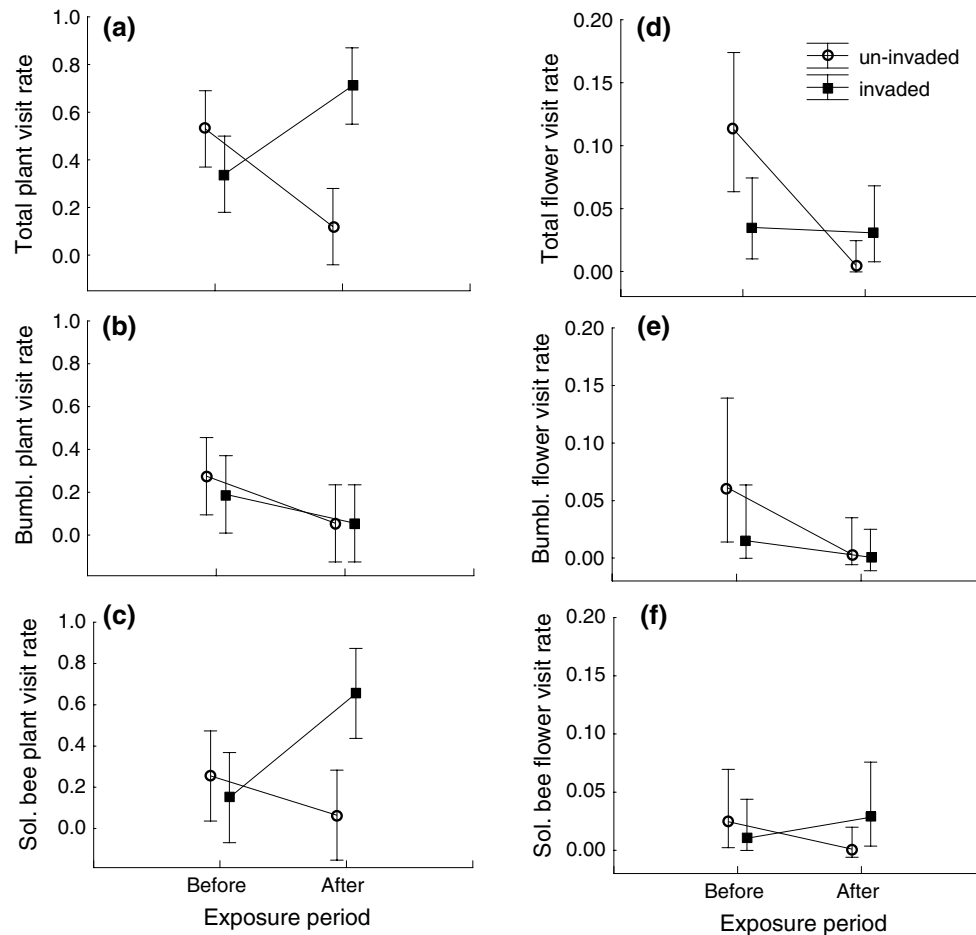 (a)
Total plant visit rate
1.0
0.8
0.6
0.4
0.2
0.0
(d)
Total flower visit rate
0.20
0.15
0.10
0.05
0.00
un-invaded
invaded
(b)
Bumbl. plant visit rate
1.0
0.8
0.6
0.4
0.2
0.0
(e)
Bumbl. flower visit rate
0.20
0.15
0.10
0.05
0.00
(c)
Sol. bee plant visit rate
1.0
0.8
0.6
0.4
0.2
0.0
Before
After
Exposure period
(f)
Sol. bee flower visit rate
0.20
0.15
0.10
0.05
0.00
Before
After
Exposure period